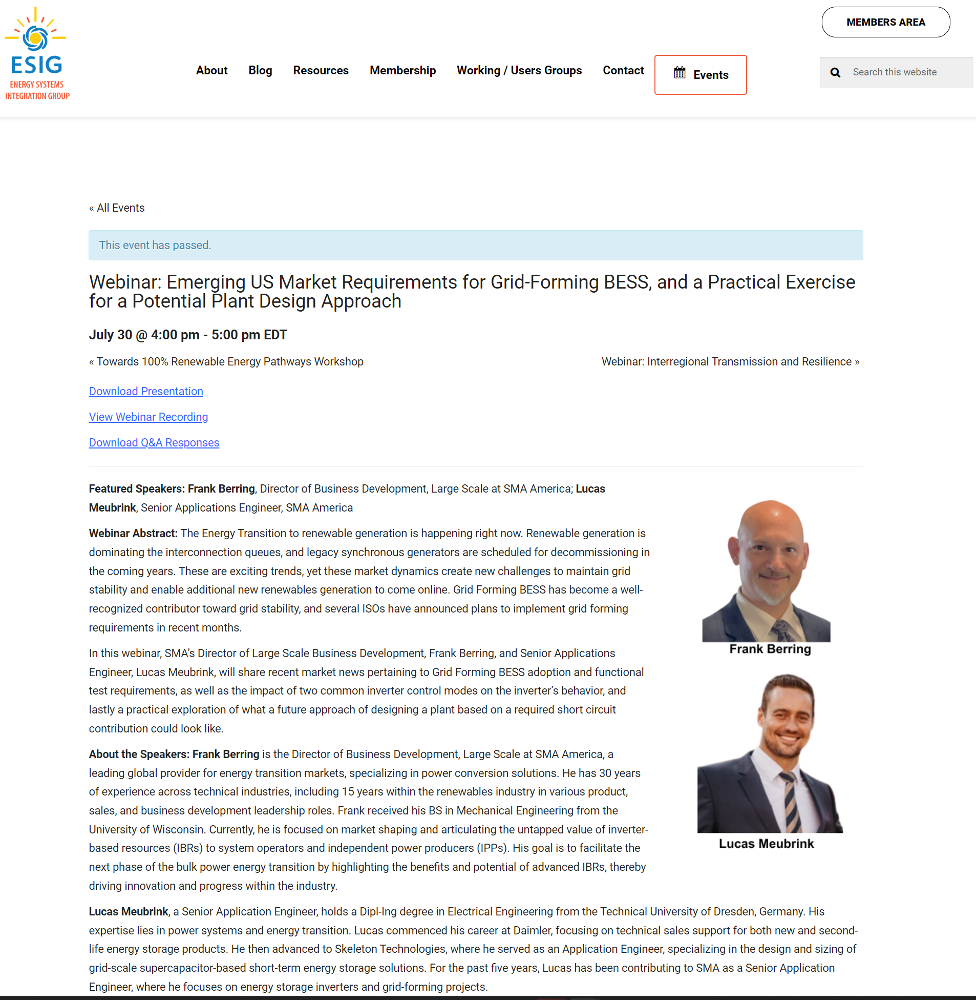 MEMBERS AREA
ESIG
ENERGY SYSTEMS
INTEGRATION GROUP
About Blog Resources Membership Working / Users Groups Contact Events
Search this website
« All Events
This event has passed.
Webinar: Emerging US Market Requirements for Grid-Forming BESS, and a Practical Exercise
for a Potential Plant Design Approach
July 30 @ 4:00 pm - 5:00 pm EDT
« Towards 100% Renewable Energy Pathways Workshop
Webinar: Interregional Transmission and Resilience »
Download Presentation
View Webinar Recording
Download Q&A Responses
Featured Speakers: Frank Berring, Director of Business Development, Large Scale at SMA America; Lucas
Meubrink, Senior Applications Engineer, SMA America
Webinar Abstract: The Energy Transition to renewable generation is happening right now. Renewable generation is
dominating the interconnection queues, and legacy synchronous generators are scheduled for decommissioning in
the coming years. These are exciting trends, yet these market dynamics create new challenges to maintain grid
stability and enable additional new renewables generation to come online. Grid Forming BESS has become a well-
recognized contributor toward grid stability, and several ISOs have announced plans to implement grid forming
requirements in recent months.
In this webinar, SMA’s Director of Large Scale Business Development, Frank Berring, and Senior Applications
Engineer, Lucas Meubrink, will share recent market news pertaining to Grid Forming BESS adoption and functional
test requirements, as well as the impact of two common inverter control modes on the inverter’s behavior, and
lastly a practical exploration of what a future approach of designing a plant based on a required short circuit
contribution could look like.
About the Speakers: Frank Berring is the Director of Business Development, Large Scale at SMA America, a
leading global provider for energy transition markets, specializing in power conversion solutions. He has 30 years
of experience across technical industries, including 15 years within the renewables industry in various product,
sales, and business development leadership roles. Frank received his BS in Mechanical Engineering from the
University of Wisconsin. Currently, he is focused on market shaping and articulating the untapped value of inverter-
based resources (IBRs) to system operators and independent power producers (IPPs). His goal is to facilitate the
next phase of the bulk power energy transition by highlighting the benefits and potential of advanced IBRs, thereby
driving innovation and progress within the industry.
Frank Berring
Lucas Meubrink
Lucas Meubrink, a Senior Application Engineer, holds a Dipl-Ing degree in Electrical Engineering from the Technical University of Dresden, Germany. His
expertise lies in power systems and energy transition. Lucas commenced his career at Daimler, focusing on technical sales support for both new and second-
life energy storage products. He then advanced to Skeleton Technologies, where he served as an Application Engineer, specializing in the design and sizing of
grid-scale supercapacitor-based short-term energy storage solutions. For the past five years, Lucas has been contributing to SMA as a Senior Application
Engineer, where he focuses on energy storage inverters and grid-forming projects.